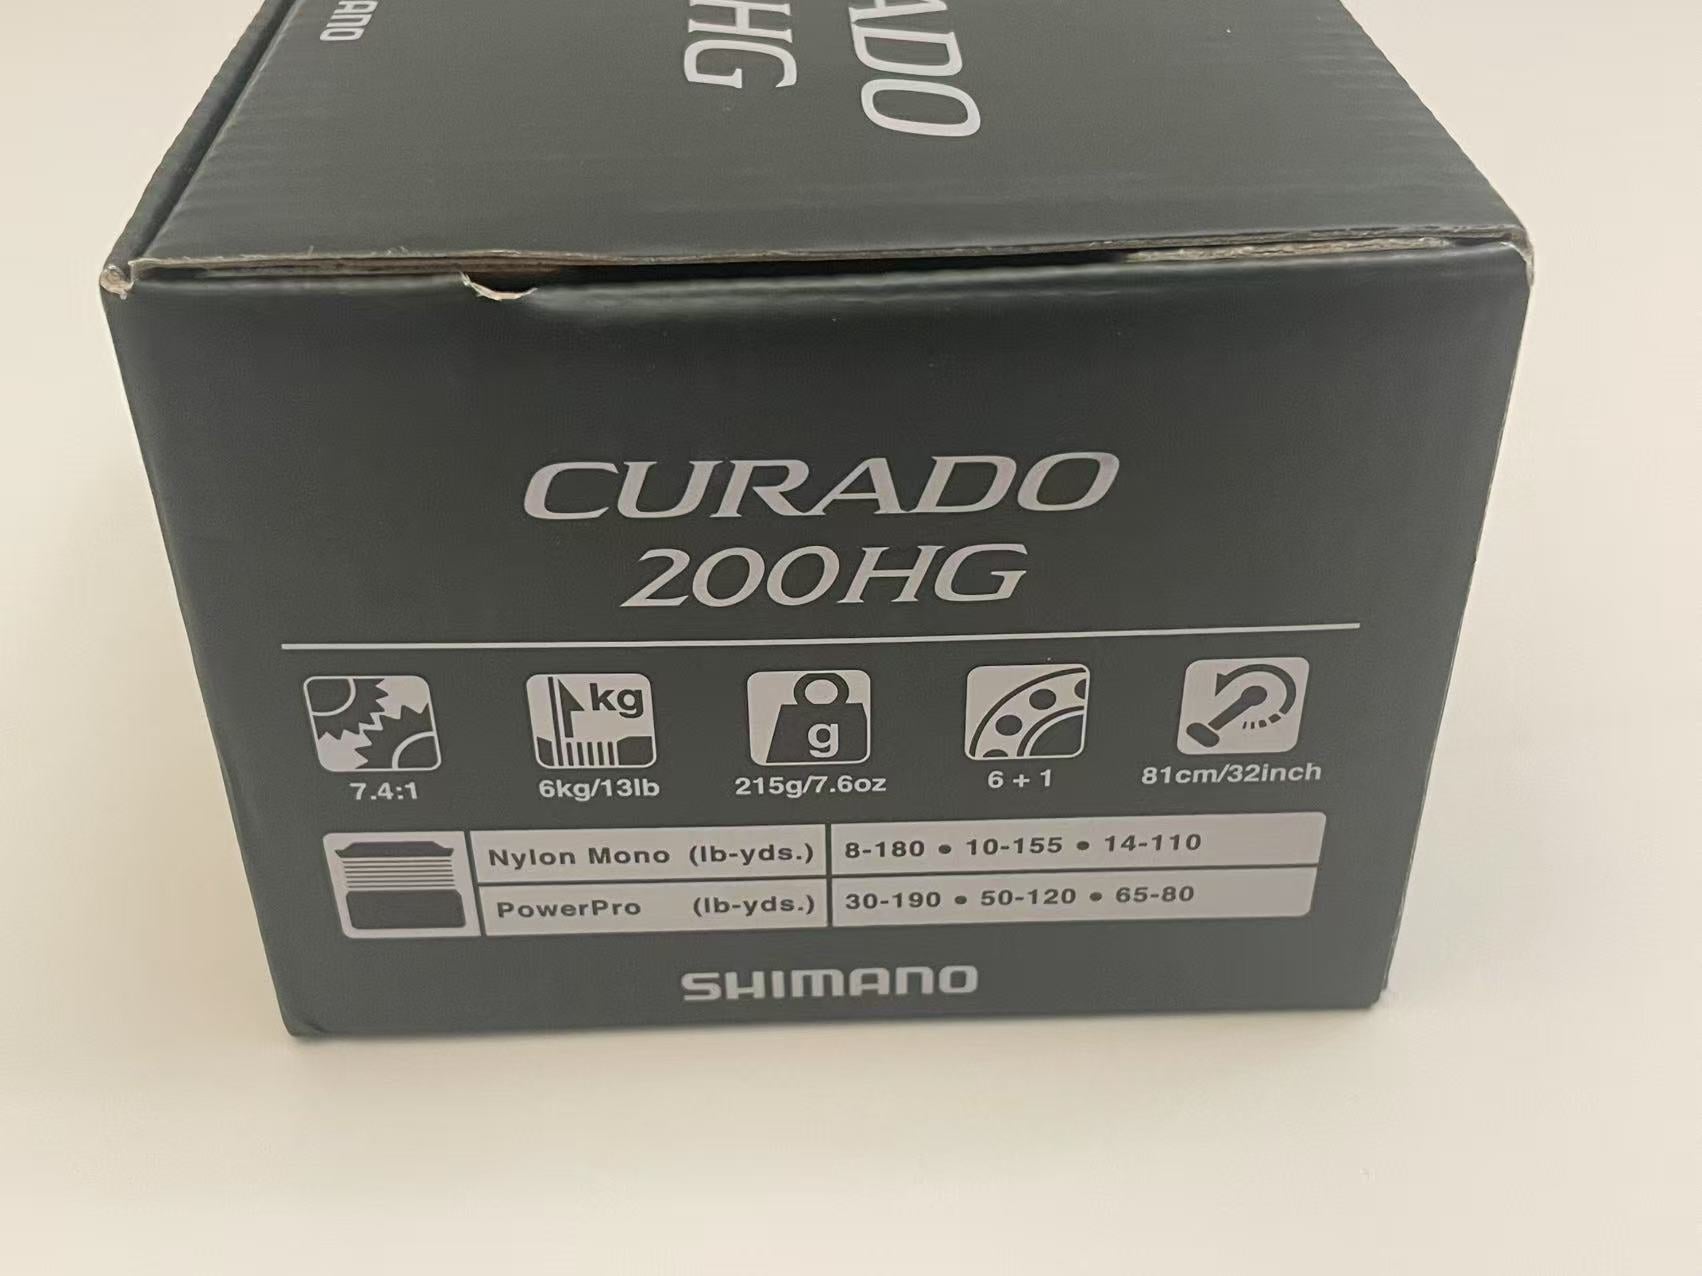 ADO
HG
CURADO
200HG
kg
g
7.4:1
6kg/13lb
215g/7.6oz
6 + 1
81cm/32inch
Nylon Mono (lb-yds.) 8-180 • 10-155 • 14-110
PowerPro (lb-yds.) 30-190 • 50-120 • 65-80
SHIMANO